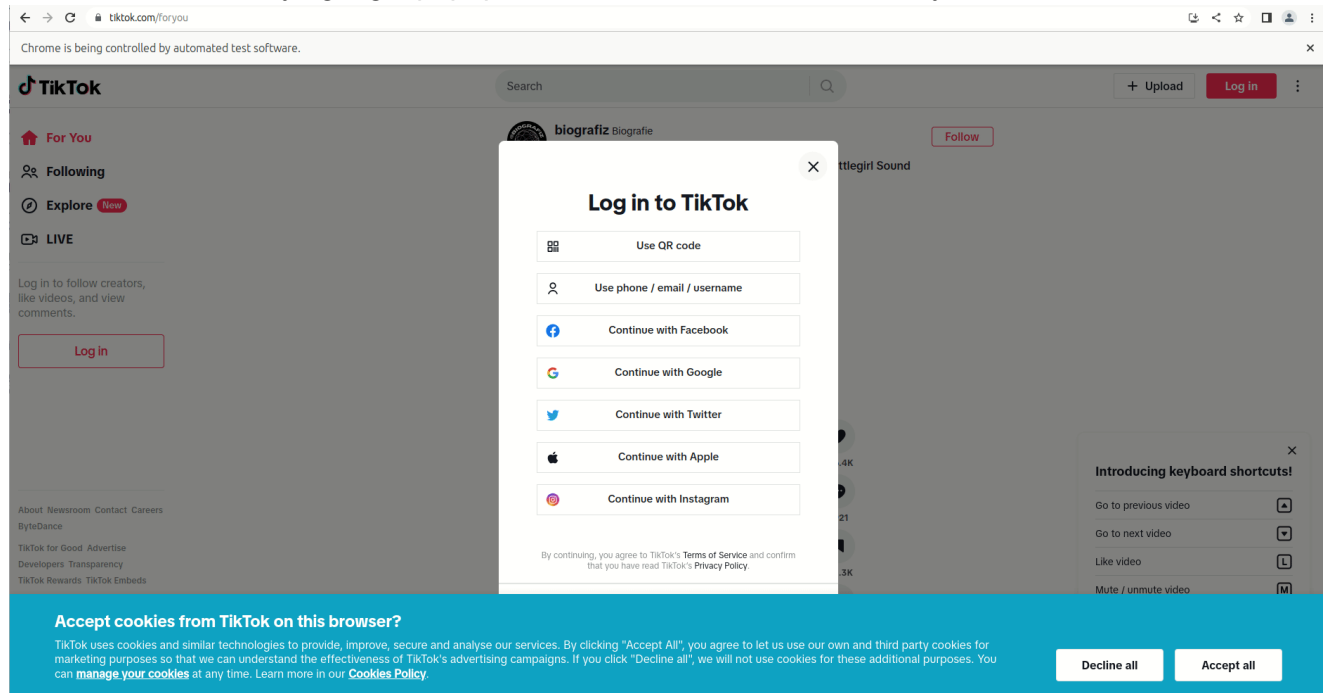 tiktok.com/foryou
Chrome is being controlled by automated test software.
TikTok
Search
Upload
Log in
For You
Following
Explore New
LIVE
Log in to follow creators,
like videos, and view
comments.
Log in
About Newsroom Contact Careers
ByteDance
TikTok for Good Advertise
Developers Transparency
TikTok Rewards TikTok Embeds
biografiz Biografie
Follow
ttlegirl Sound
Log in to TikTok
Use QR code
Use phone / email / username
Continue with Facebook
Continue with Google
Continue with Twitter
Continue with Apple
Continue with Instagram
By continuing, you agree to TikTok's Terms of Service and confirm
that you have read TikTok's Privacy Policy.
.4K
21
.3K
Introducing keyboard shortcuts!
Go to previous video
Go to next video
Like video L
Mute / unmute video M
Accept cookies from TikTok on this browser?
TikTok uses cookies and similar technologies to provide, improve, secure and analyse our services. By clicking "Accept All", you agree to let us use our own and third party cookies for
marketing purposes so that we can understand the effectiveness of TikTok's advertising campaigns. If you click "Decline all", we will not use cookies for these additional purposes. You
can manage your cookies at any time. Learn more in our Cookies Policy.
Decline all
Accept all